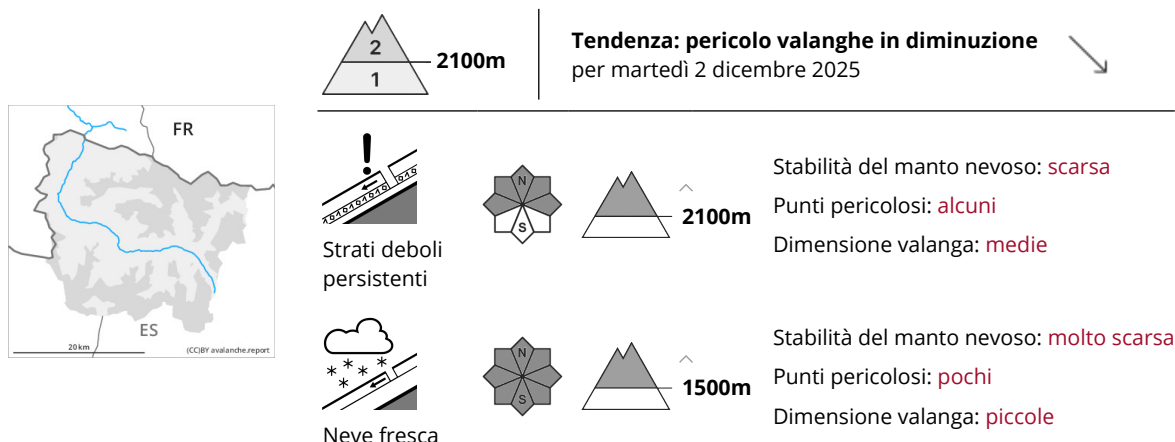 2
1
2100m
Tendenza: pericolo valanghe in diminuzione
per martedì 2 dicembre 2025
FR
ES
20 km
(CC)BY avalanche.report
N
S
2100m
Strati deboli
persistenti
Stabilità del manto nevoso: scarsa
Punti pericolosi: alcuni
Dimensione valanga: medie
N
S
1500m
Neve fresca
Stabilità del manto nevoso: molto scarsa
Punti pericolosi: pochi
Dimensione valanga: piccole